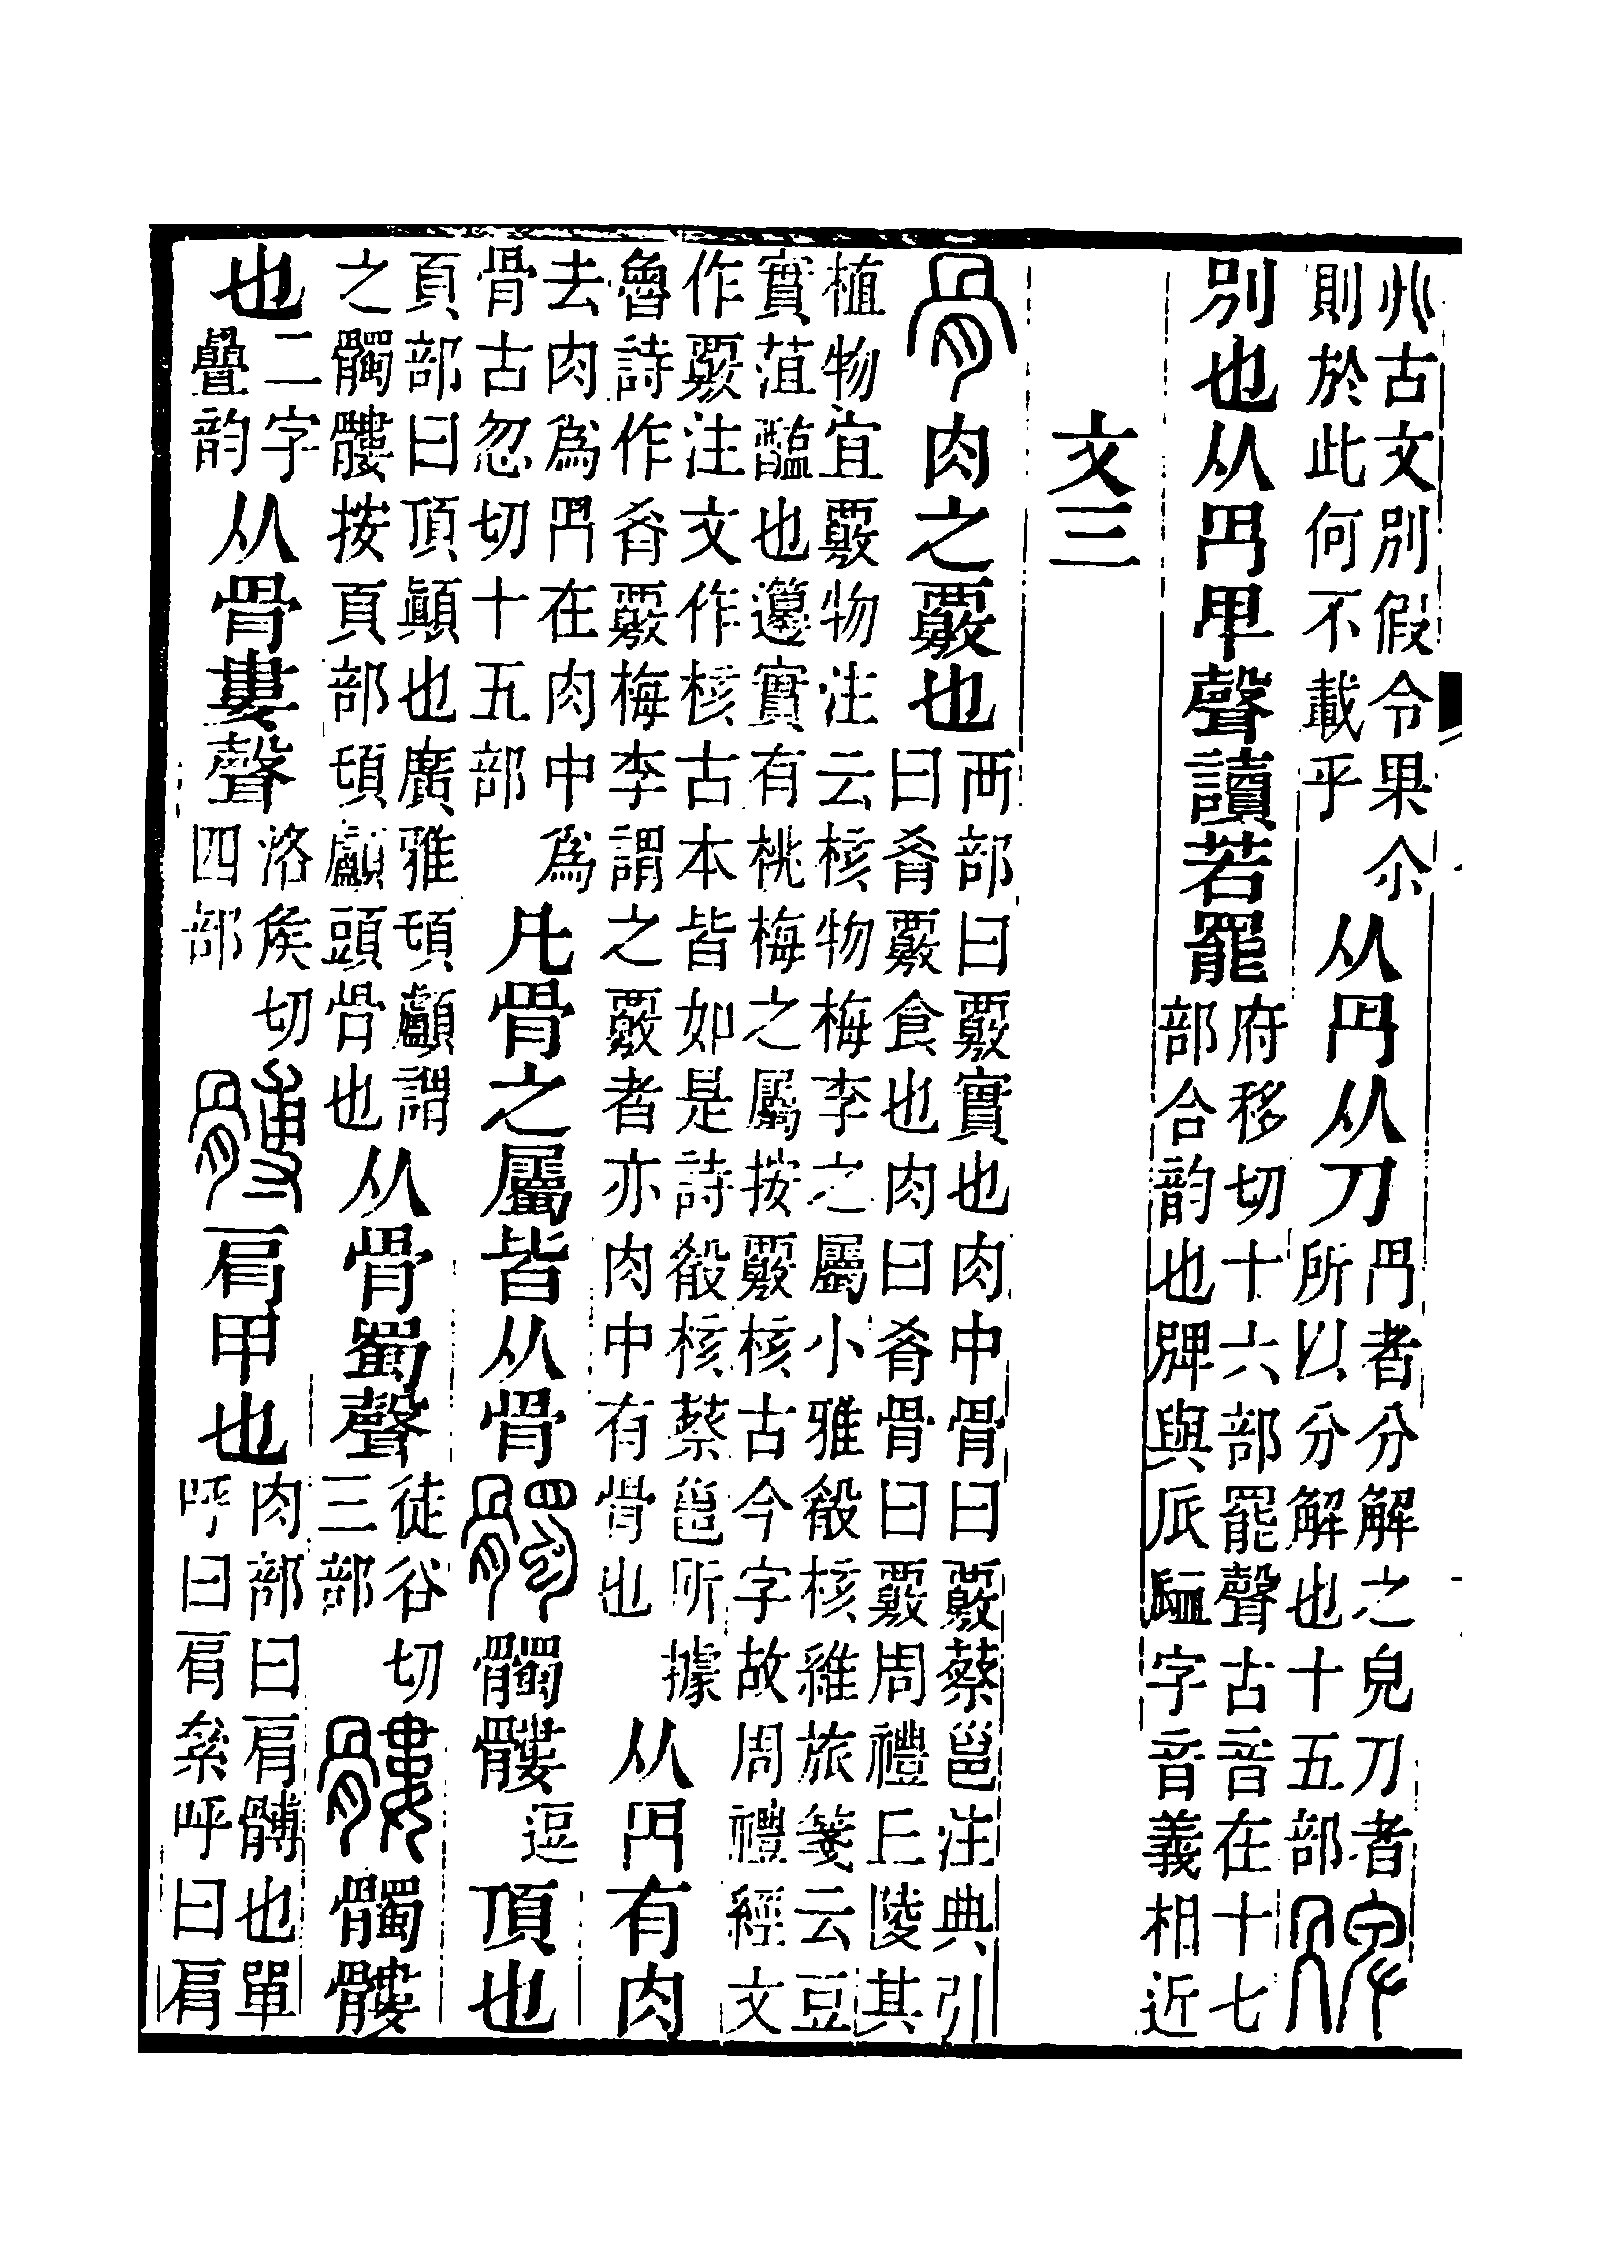 𠔁古文別假令果尒
則於此何不載乎
从冎从刀
冎者分解之皃刀者
所以分解也十五部
別也从冎卑聲讀若罷
府移切十六部罷聲古音在十七
部合韵也與𠂢字音義相近
文三
骨
肉之覈也
襾部曰覈實也肉中骨曰覈蔡邕注典引
曰肴覈食也肉曰肴骨曰覈周禮丘陵其
植物宜覈物注云核物梅李之屬小雅殽核維旅箋云豆
實菹醢也籩實有桃梅之屬按覈核古今字故周禮經文
作覈注文作核古本皆如是詩殽核蔡邕所據
魯詩作肴覈梅李謂之覈者亦肉中有骨也
从冎有肉
去肉爲冎在肉中爲
骨古忽切十五部
凡骨之屬皆从骨
髑
髑髏
逗
頂也
頁部曰頂顚也廣雅䪴顱謂
之髑髏按頁部䪴顱頭骨也
从骨蜀聲
徒谷切
三部
髏
髑髏
也
二字
疊韵
从骨婁聲
洛矦切
四部
髆
肩甲也
肉部曰肩髆也單
呼曰肩絫呼曰肩